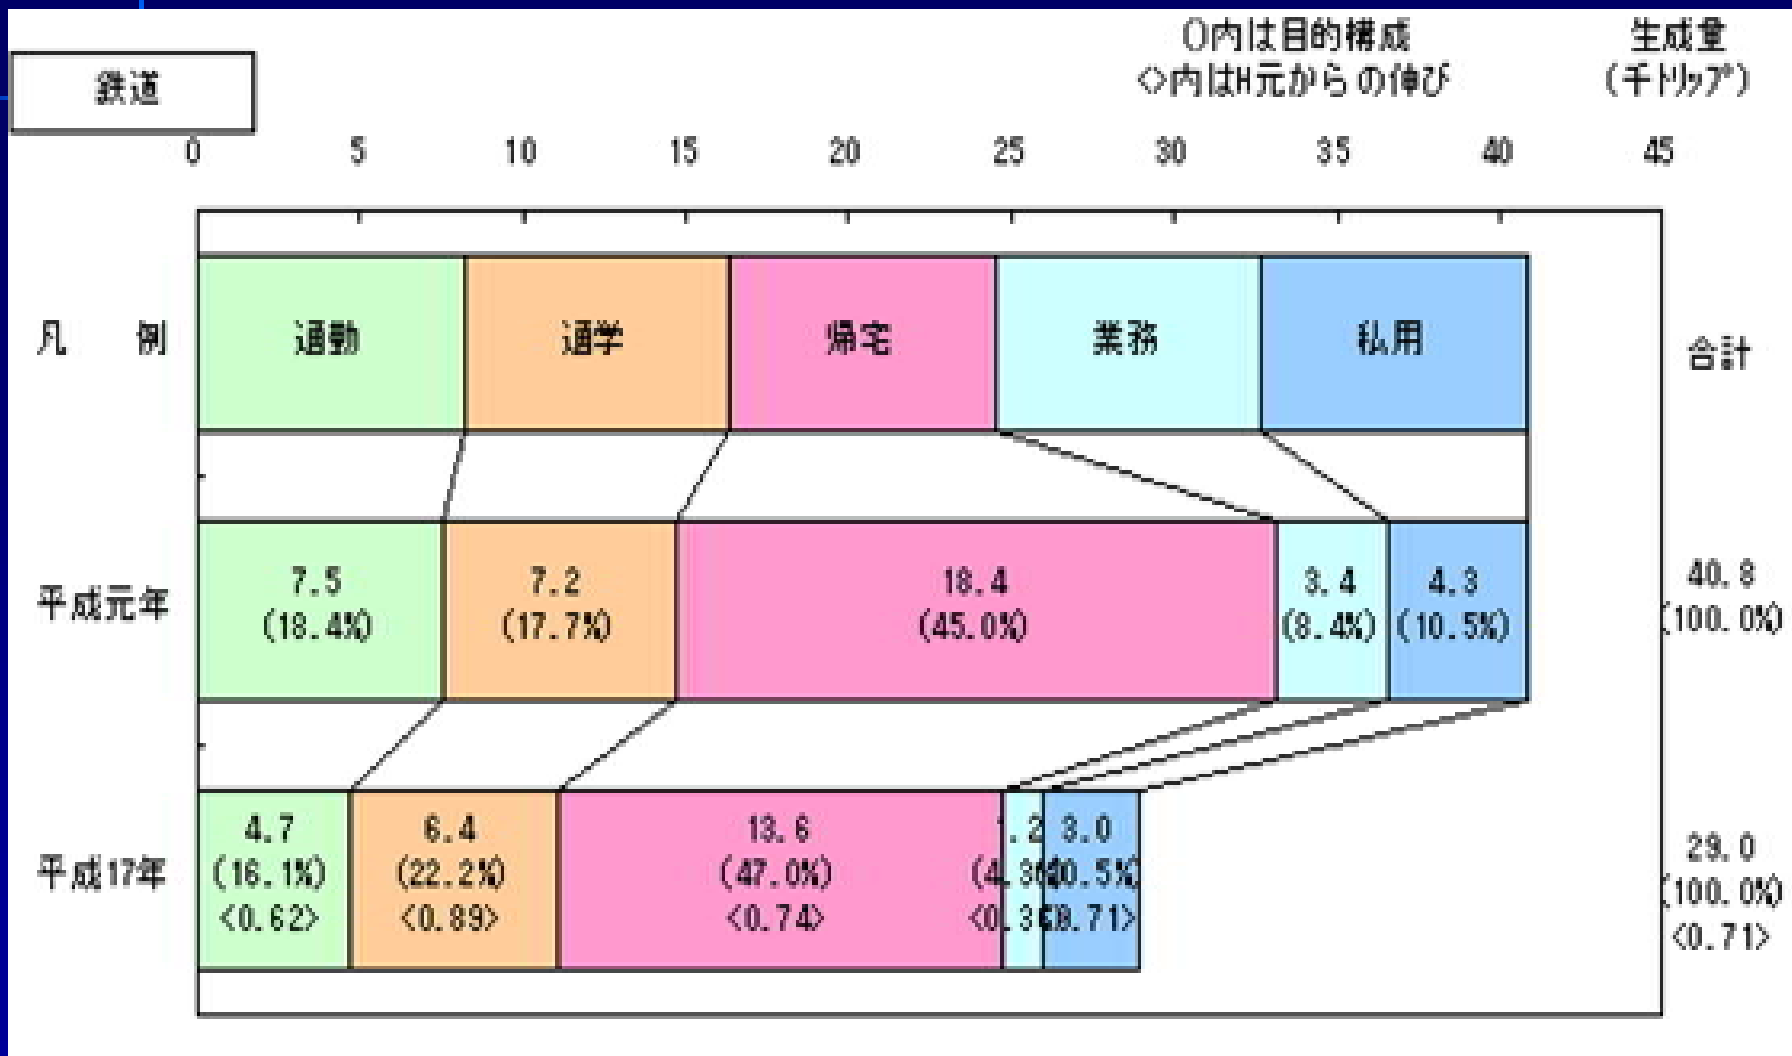 ()内は目的構成
<>内はH元からの伸び
生成量
(千トリップ)
鉄道
0 5 10 15 20 25 30 35 40 45
凡 例 通勤 通学 帰宅 業務 私用 合計
平成元年
7.5 7.2 18.4 3.4 4.3 40.8
(18.4%) (17.7%) (45.0%) (8.4%) (10.5%) (100.0%)
平成17年
4.7 6.4 13.6 3.0 29.0
(16.1%) (22.2%) (47.0%) (100.0%)
<0.62> <0.89> <0.74> <0.71>